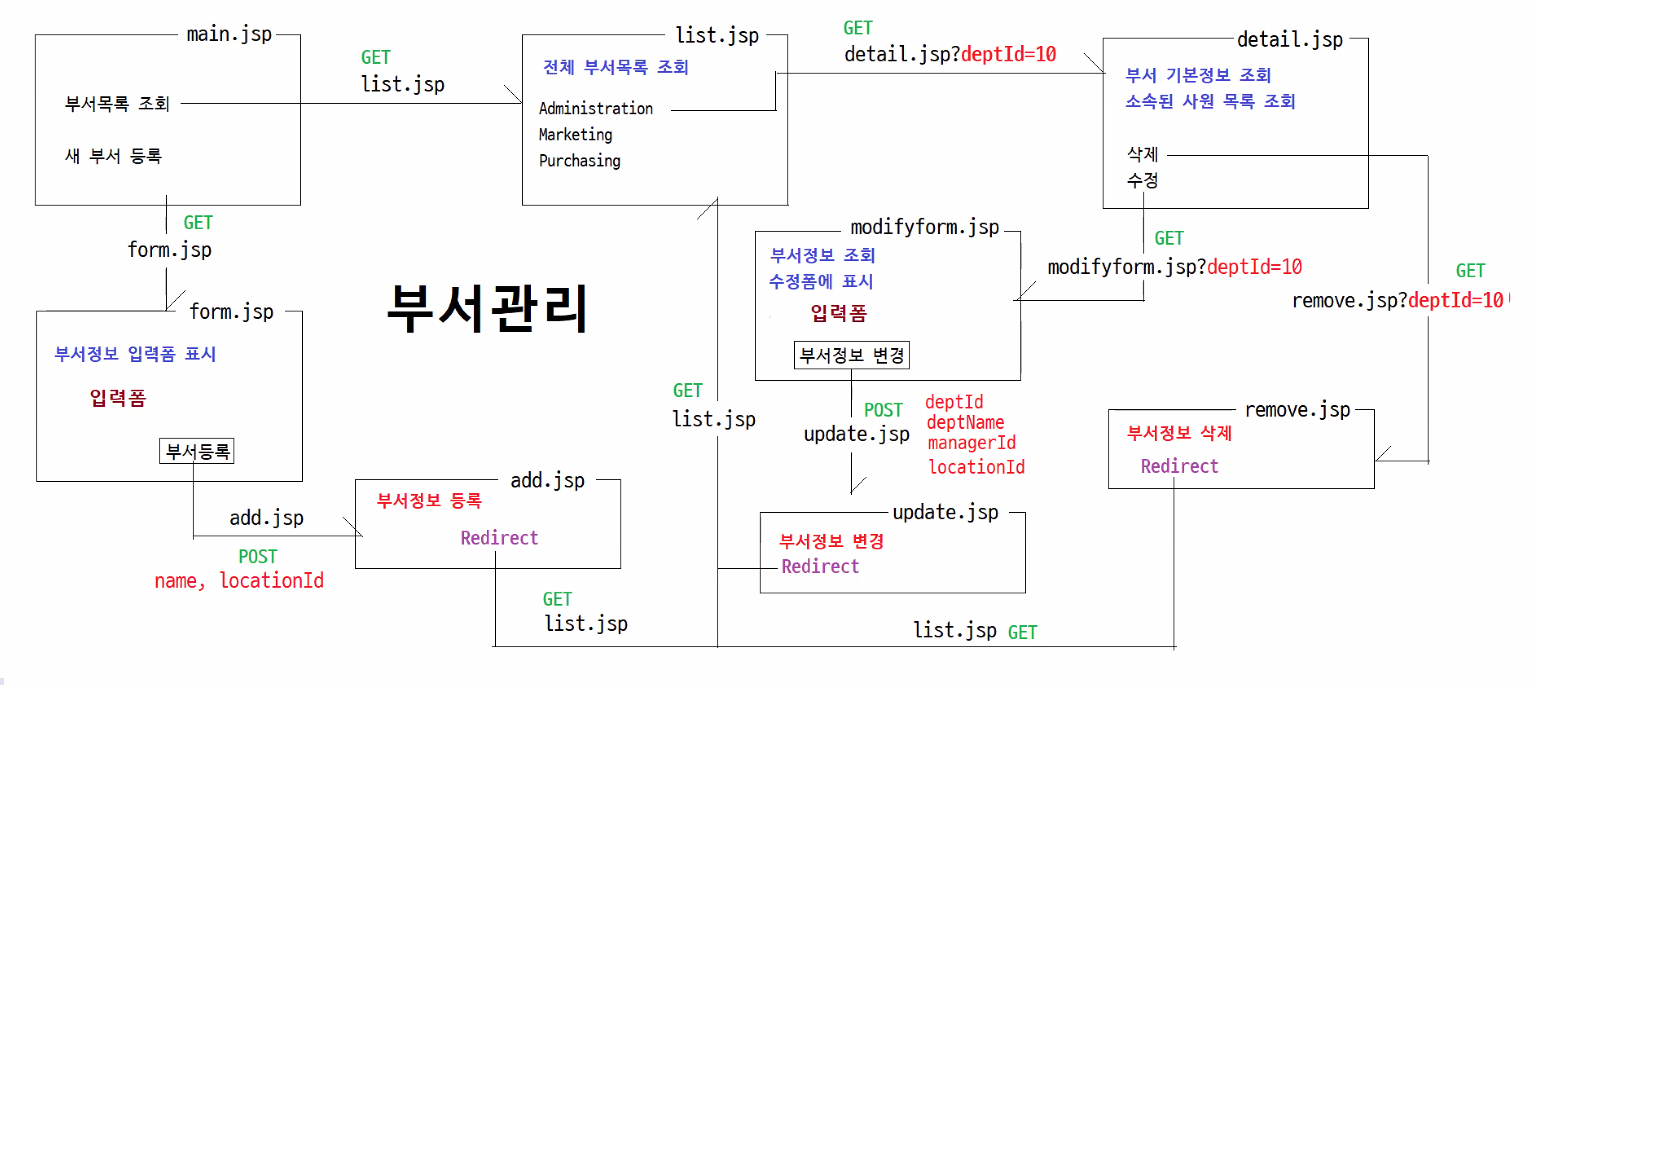 main.jsp
부서목록 조회
새 부서 등록
GET
list.jsp
list.jsp
전체 부서목록 조회
Administration
Marketing
Purchasing
GET
detail.jsp?deptId=10
detail.jsp
부서 기본정보 조회
소속된 사원 목록 조회
삭제
수정
GET
form.jsp
form.jsp
부서정보 입력폼 표시
입력폼
부서등록
부서관리
modifyform.jsp
부서정보 조회
수정폼에 표시
입력폼
부서정보 변경
GET
modifyform.jsp?deptId=10
GET
remove.jsp?deptId=10
GET
list.jsp
POST
update.jsp
deptId
deptName
managerId
locationId
remove.jsp
부서정보 삭제
Redirect
add.jsp
POST
name, locationId
add.jsp
부서정보 등록
Redirect
update.jsp
부서정보 변경
Redirect
GET
list.jsp
list.jsp GET